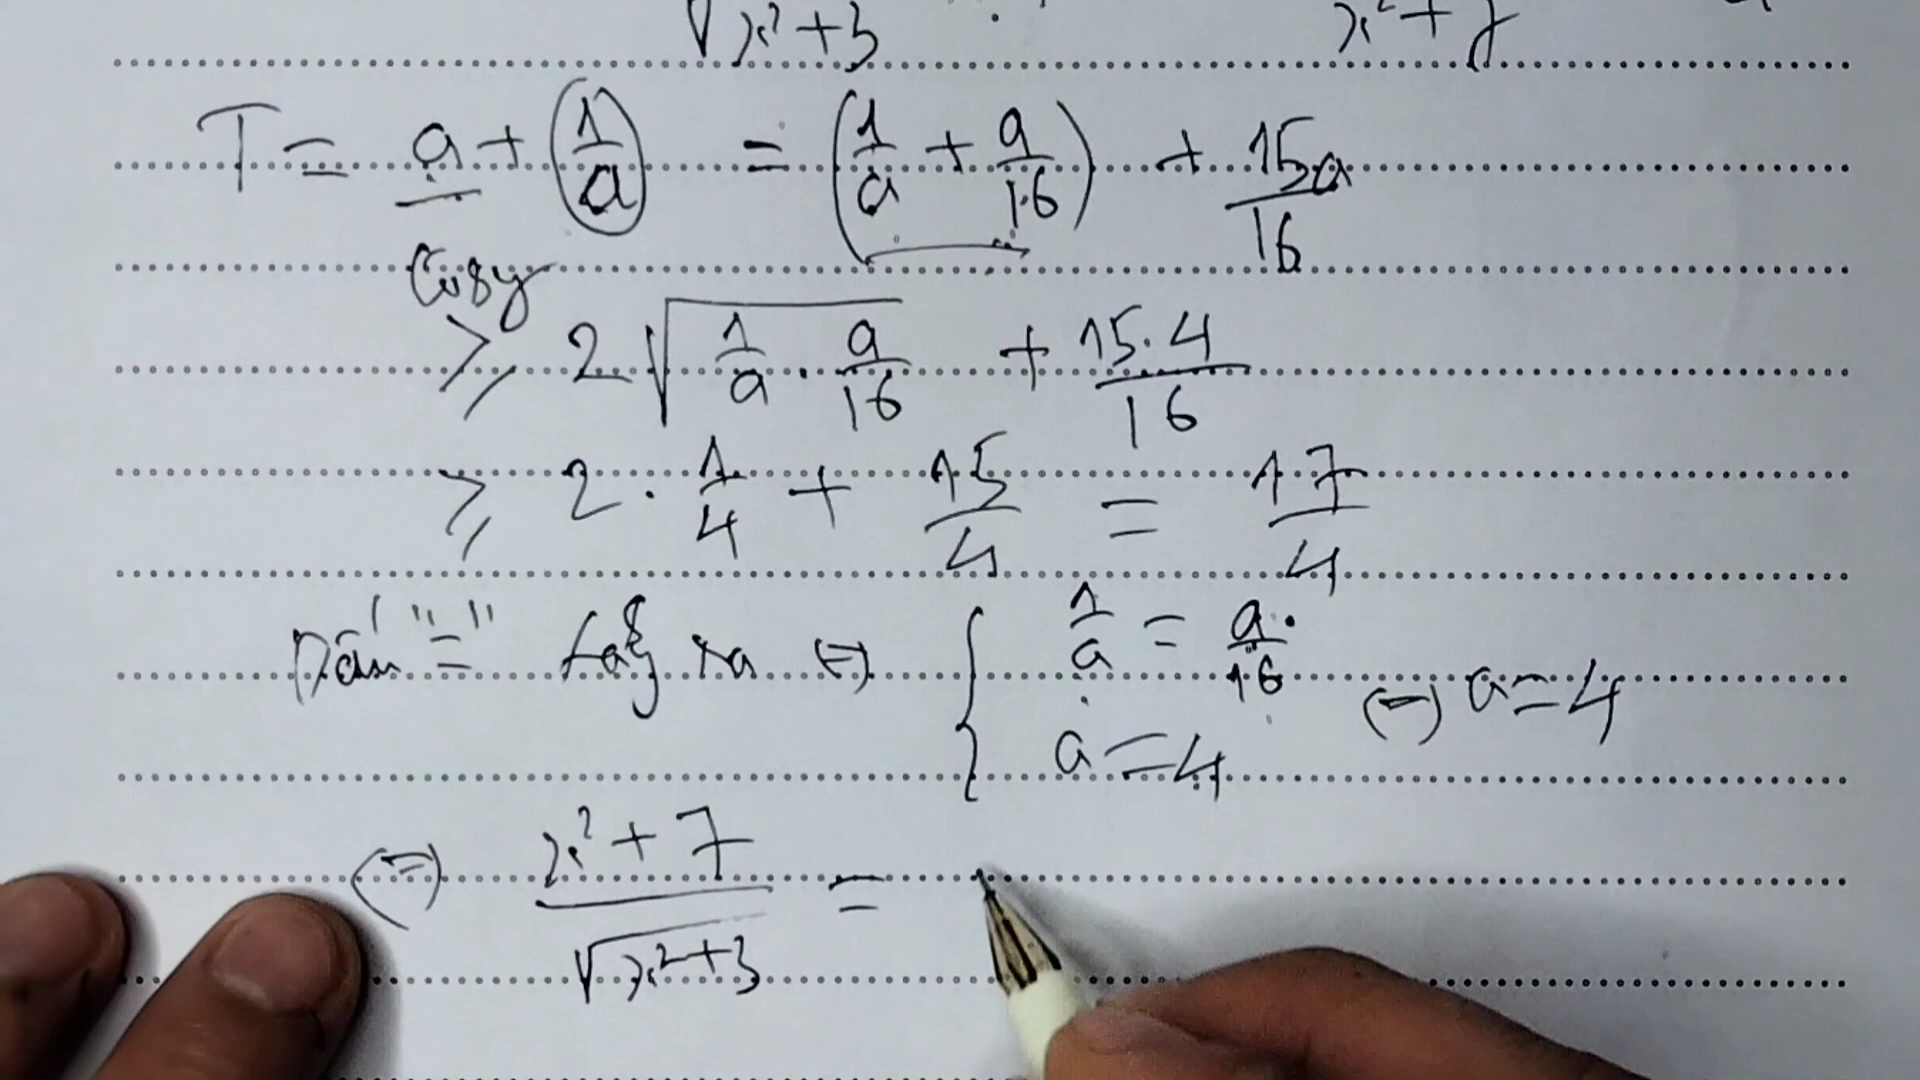 √x²+3 x²+7
T = a + (1/a) = (1/a + a/16) + 15a/16
Cosy
≥ 2√(1/a . a/16) + 15.4/16
≥ 2 . 1/4 + 15/4 = 17/4
Dấu "=" xảy ra (=) { 1/a = a/16
a = 4 (=) a = 4
(=) x²+7/√x²+3 =